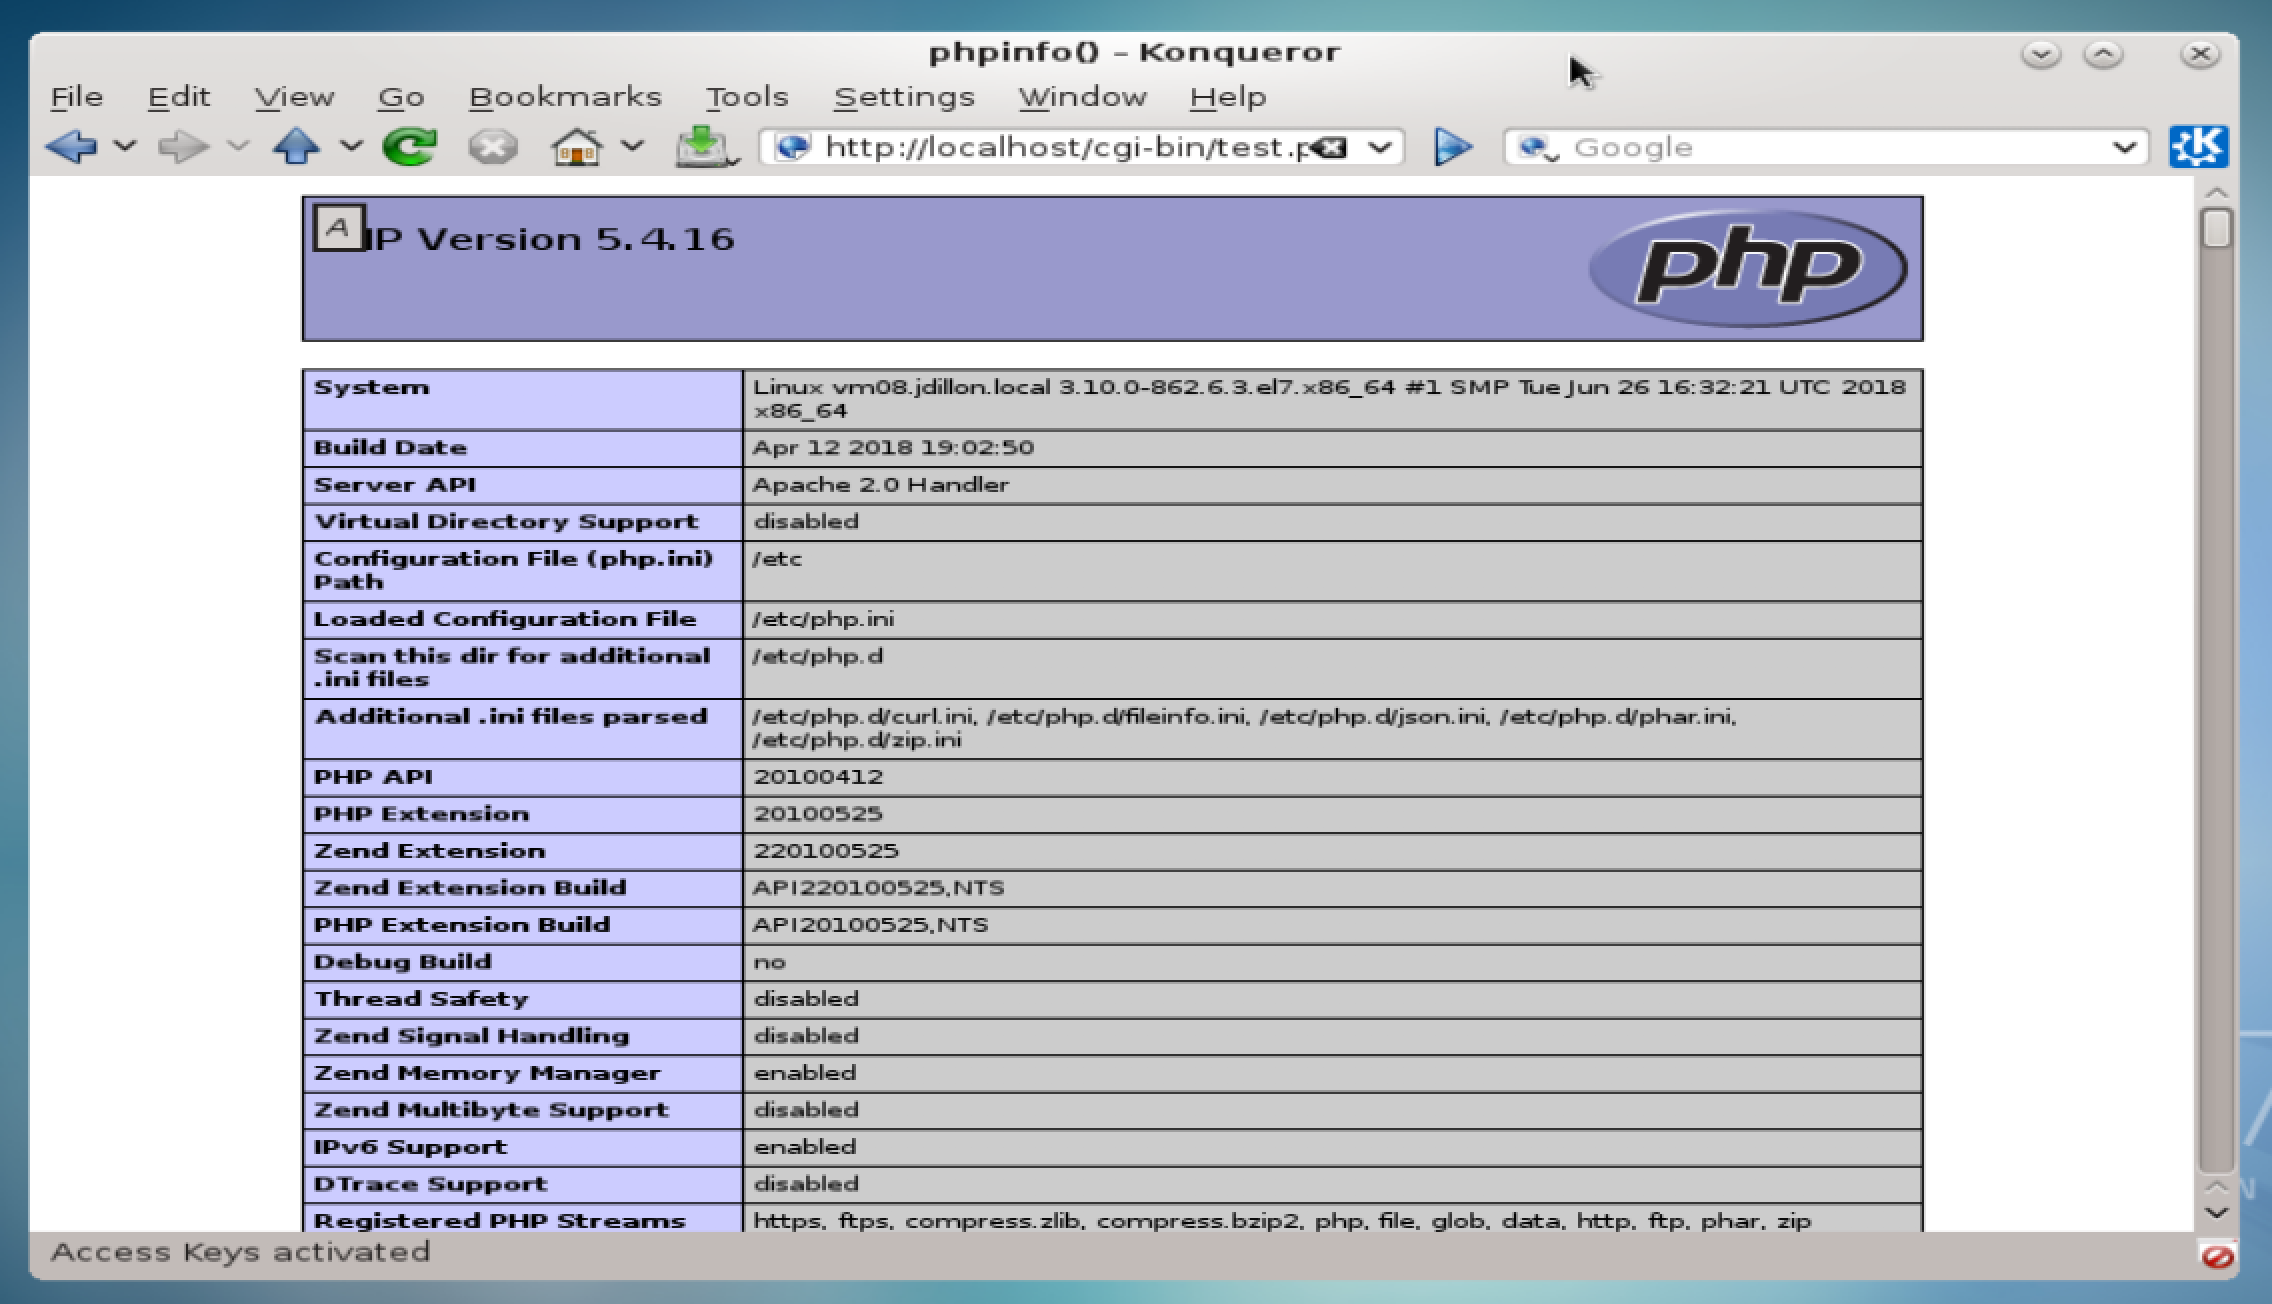 phpinfo() – Konqueror
File Edit View Go Bookmarks Tools Settings Window Help
http://localhost/cgi-bin/test.p Google
A IP Version 5.4.16
php
System Linux vm08.jdillon.local 3.10.0-862.6.3.el7.x86_64 #1 SMP Tue Jun 26 16:32:21 UTC 2018
x86_64
Build Date Apr 12 2018 19:02:50
Server API Apache 2.0 Handler
Virtual Directory Support disabled
Configuration File (php.ini) /etc
Path
Loaded Configuration File /etc/php.ini
Scan this dir for additional /etc/php.d
.ini files
Additional .ini files parsed /etc/php.d/curl.ini, /etc/php.d/fileinfo.ini, /etc/php.d/json.ini, /etc/php.d/phar.ini,
/etc/php.d/zip.ini
PHP API 20100412
PHP Extension 20100525
Zend Extension 220100525
Zend Extension Build API220100525,NTS
PHP Extension Build API20100525,NTS
Debug Build no
Thread Safety disabled
Zend Signal Handling disabled
Zend Memory Manager enabled
Zend Multibyte Support disabled
IPv6 Support enabled
DTrace Support disabled
Registered PHP Streams https, ftps, compress.zlib, compress.bzip2, php, file, glob, data, http, ftp, phar, zip
Access Keys activated